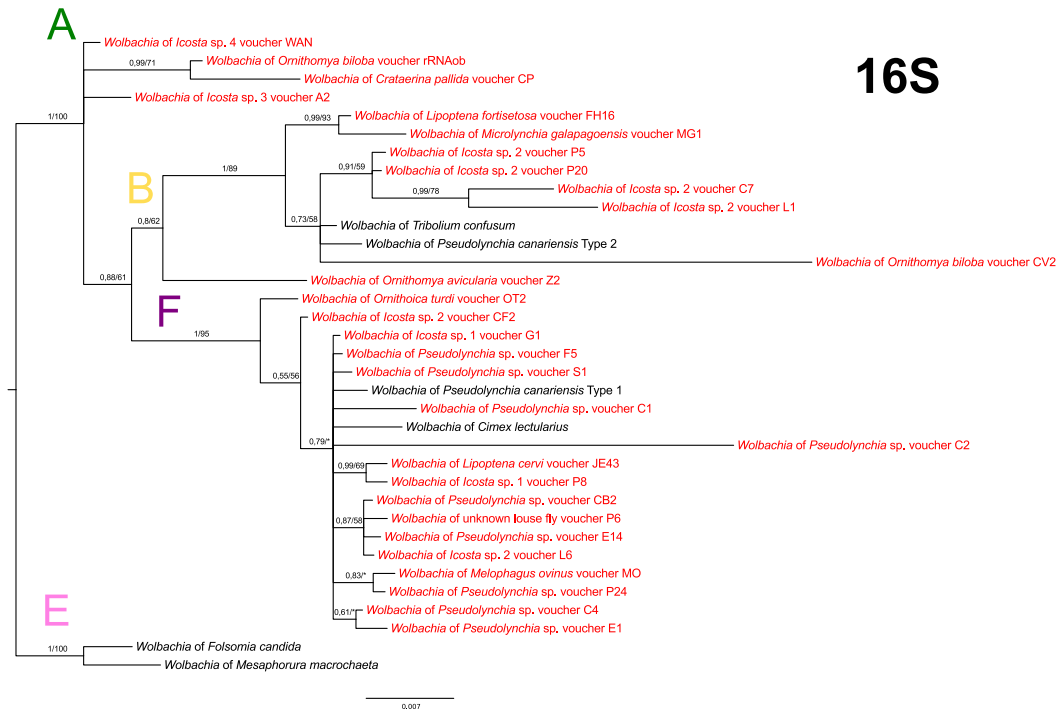 A
16S
Wolbachia of Icosta sp. 4 voucher WAN
0,99/71
Wolbachia of Ornithomya biloba voucher rRNAob
Wolbachia of Crataerina pallida voucher CP
Wolbachia of Icosta sp. 3 voucher A2
1/100
0,99/93
Wolbachia of Lipoptena fortisetosa voucher FH16
Wolbachia of Microlynchia galapagoensis voucher MG1
B
1/89
0,91/59
Wolbachia of Icosta sp. 2 voucher P5
Wolbachia of Icosta sp. 2 voucher P20
0,99/78
Wolbachia of Icosta sp. 2 voucher C7
Wolbachia of Icosta sp. 2 voucher L1
0,8/62
0,73/58
Wolbachia of Tribolium confusum
Wolbachia of Pseudolynchia canariensis Type 2
Wolbachia of Ornithomya biloba voucher CV2
0,88/61
Wolbachia of Ornithomya avicularia voucher Z2
F
Wolbachia of Ornithoica turdi voucher OT2
Wolbachia of Icosta sp. 2 voucher CF2
1/95
Wolbachia of Icosta sp. 1 voucher G1
Wolbachia of Pseudolynchia sp. voucher F5
0,55/56
Wolbachia of Pseudolynchia sp. voucher S1
Wolbachia of Pseudolynchia canariensis Type 1
Wolbachia of Pseudolynchia sp. voucher C1
Wolbachia of Cimex lectularius
0,79/*
Wolbachia of Pseudolynchia sp. voucher C2
0,99/69
Wolbachia of Lipoptena cervi voucher JE43
Wolbachia of Icosta sp. 1 voucher P8
Wolbachia of Pseudolynchia sp. voucher CB2
0,87/58
Wolbachia of unknown louse fly voucher P6
Wolbachia of Pseudolynchia sp. voucher E14
Wolbachia of Icosta sp. 2 voucher L6
0,83/*
Wolbachia of Melophagus ovinus voucher MO
Wolbachia of Pseudolynchia sp. voucher P24
E
0,61/*
Wolbachia of Pseudolynchia sp. voucher C4
Wolbachia of Pseudolynchia sp. voucher E1
1/100
Wolbachia of Folsomia candida
Wolbachia of Mesaphorura macrochaeta
0.007